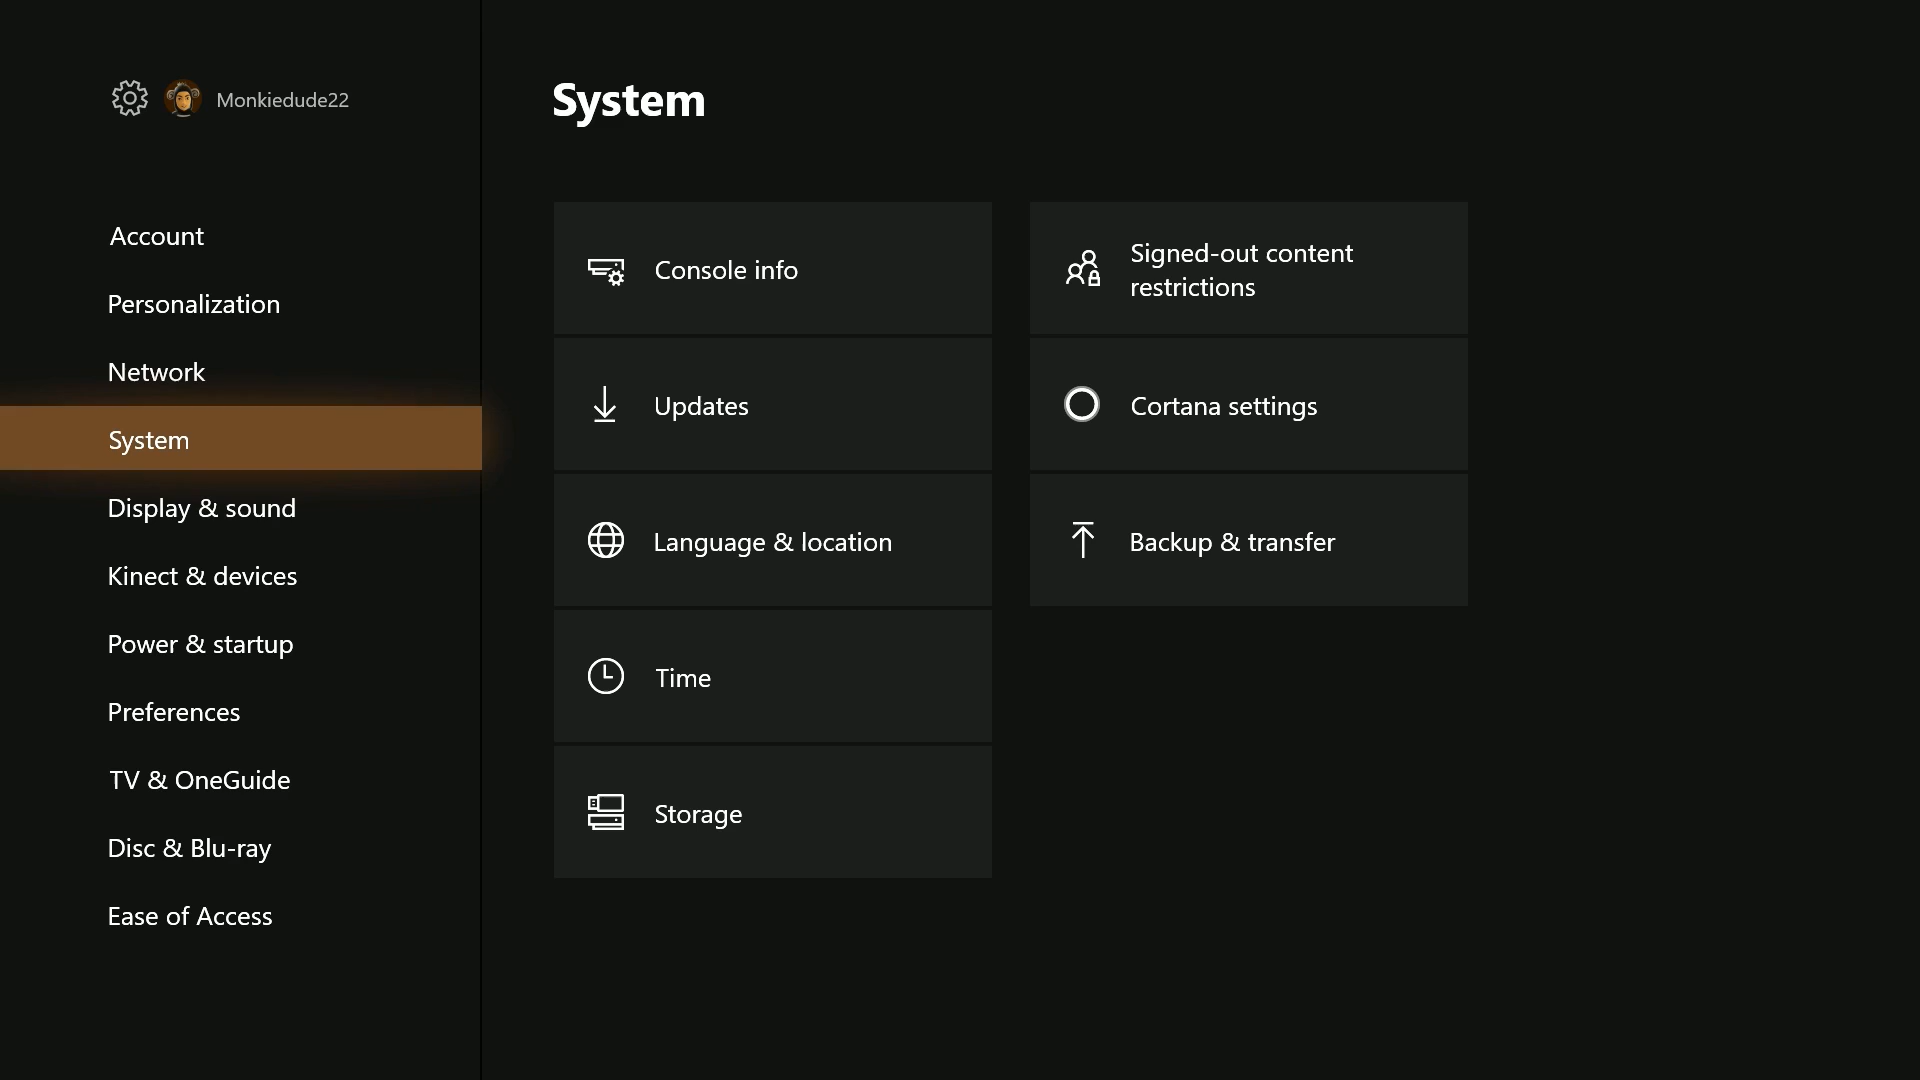 Monkiedude22
Account
Personalization
Network
System
Display & sound
Kinect & devices
Power & startup
Preferences
TV & OneGuide
Disc & Blu-ray
Ease of Access
System
Console info
Updates
Language & location
Time
Storage
Signed-out content
restrictions
Cortana settings
Backup & transfer